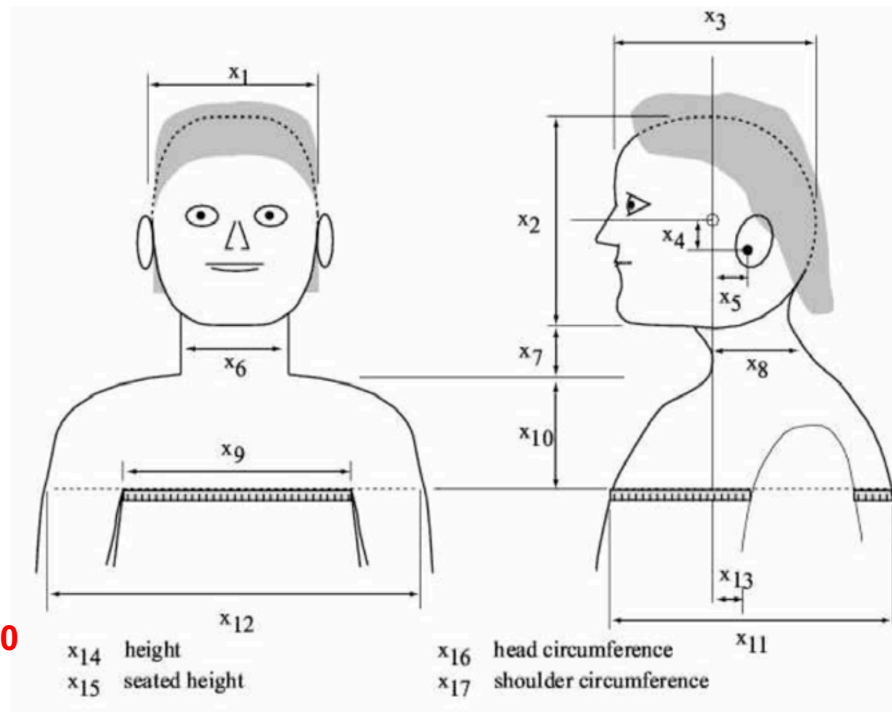 x1
x3
x2
x4
x5
x6
x7
x8
x9
x10
x13
x12
x11
0
x14 height
x16 head circumference
x15 seated height
x17 shoulder circumference